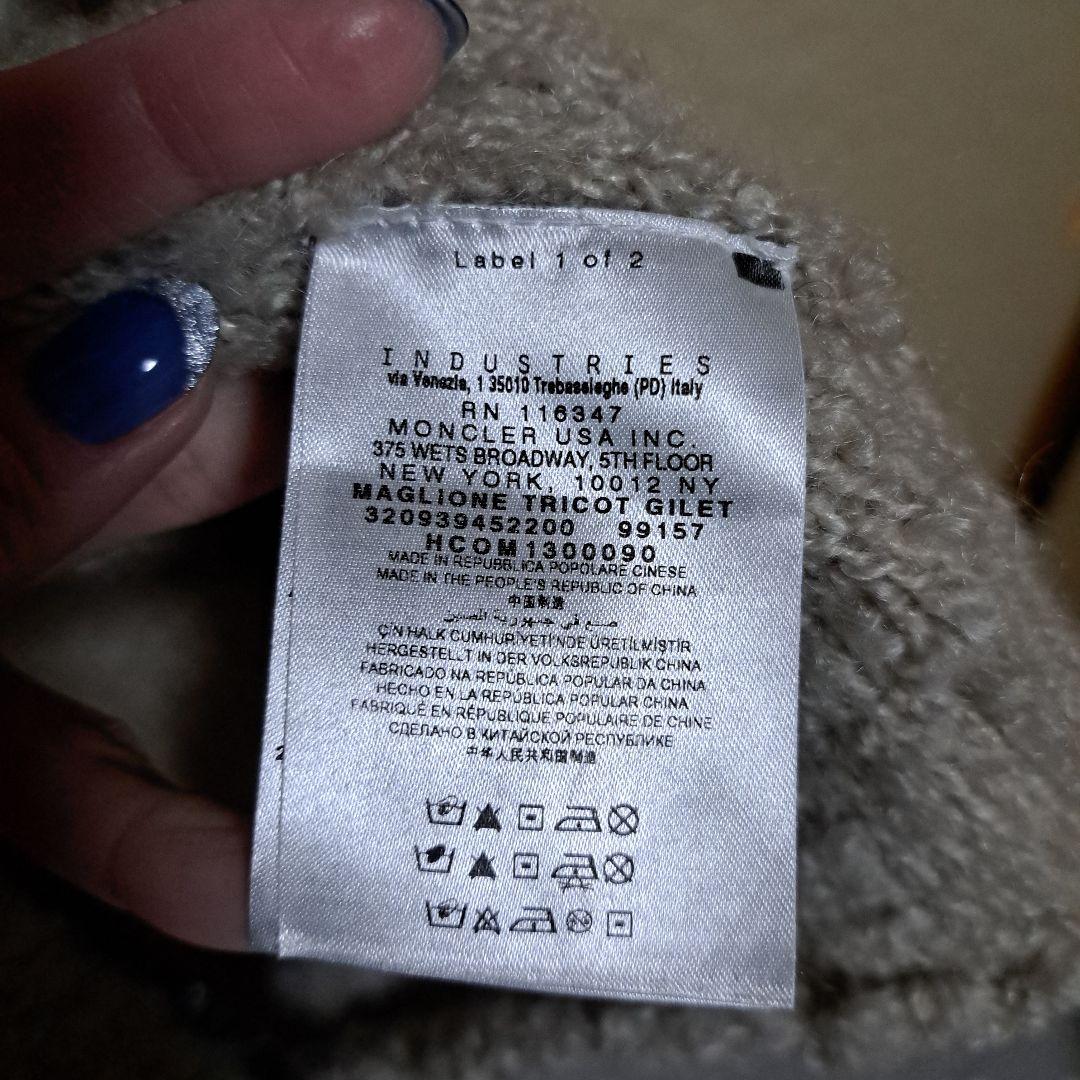 Label 1 of 2
INDUSTRIES
via Venezia, 1 35010 Trebaseleghe (PD) Italy
RN 116347
MONCLER USA INC.
375 WETS BROADWAY, 5TH FLOOR
NEW YORK, 10012 NY
MAGLIONE TRICOT GILET
320939452200 99157
HCOM1300090
MADE IN REPUBBLICA POPOLARE CINESE
MADE IN THE PEOPLE'S REPUBLIC OF CHINA
中国制造
صنع في جمهورية الصين
ÇİN HALK CUMHURİYETİNDE ÜRETİLMİŞTİR
HERGESTELLT IN DER VOLKSREPUBLIK CHINA
FABRICADO NA REPÚBLICA POPULAR DA CHINA
HECHO EN LA REPÚBLICA POPULAR CHINA
FABRIQUÉ EN RÉPUBLIQUE POPULAIRE DE CHINE
СДЕЛАНО В КИТАЙСКОЙ РЕСПУБЛИКЕ
中华人民共和国制造